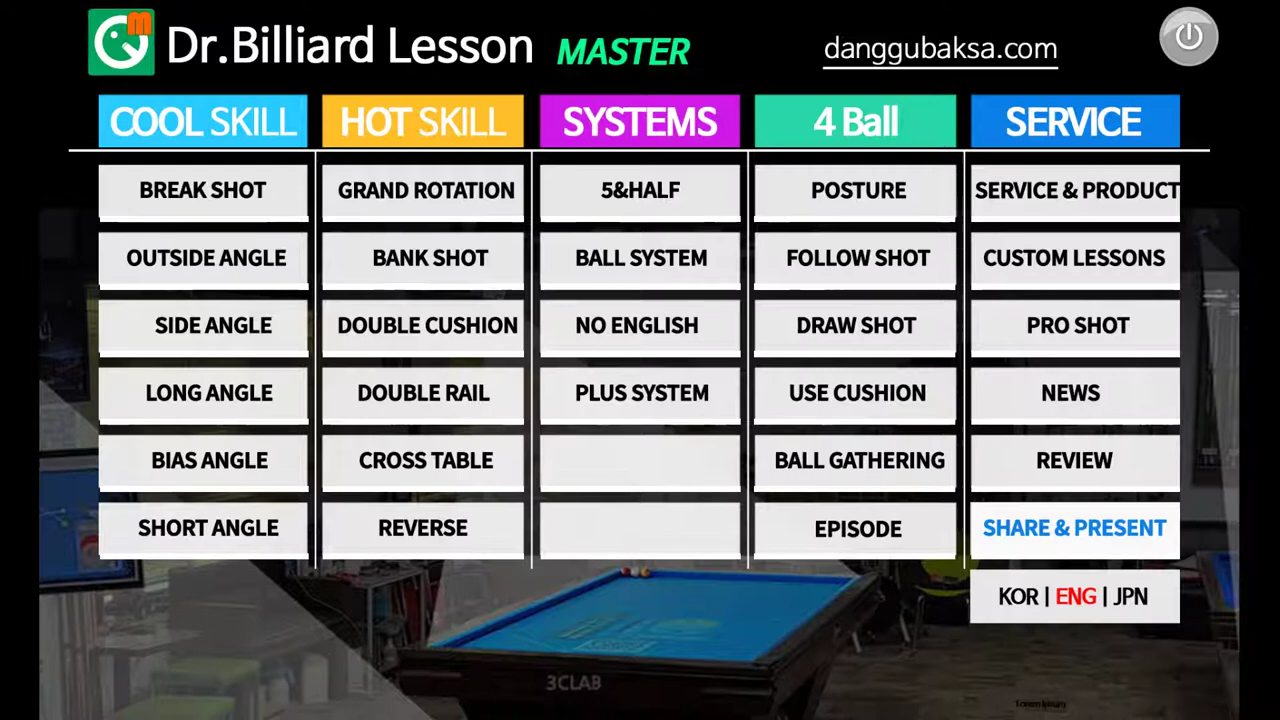 m
Dr.Billiard Lesson MASTER
danggubaksa.com
COOL SKILL
BREAK SHOT
OUTSIDE ANGLE
SIDE ANGLE
LONG ANGLE
BIAS ANGLE
SHORT ANGLE
HOT SKILL
GRAND ROTATION
BANK SHOT
DOUBLE CUSHION
DOUBLE RAIL
CROSS TABLE
REVERSE
SYSTEMS
5&HALF
BALL SYSTEM
NO ENGLISH
PLUS SYSTEM
4 Ball
POSTURE
FOLLOW SHOT
DRAW SHOT
USE CUSHION
BALL GATHERING
EPISODE
SERVICE
SERVICE & PRODUCT
CUSTOM LESSONS
PRO SHOT
NEWS
REVIEW
SHARE & PRESENT
KOR | ENG | JPN
3CLAB